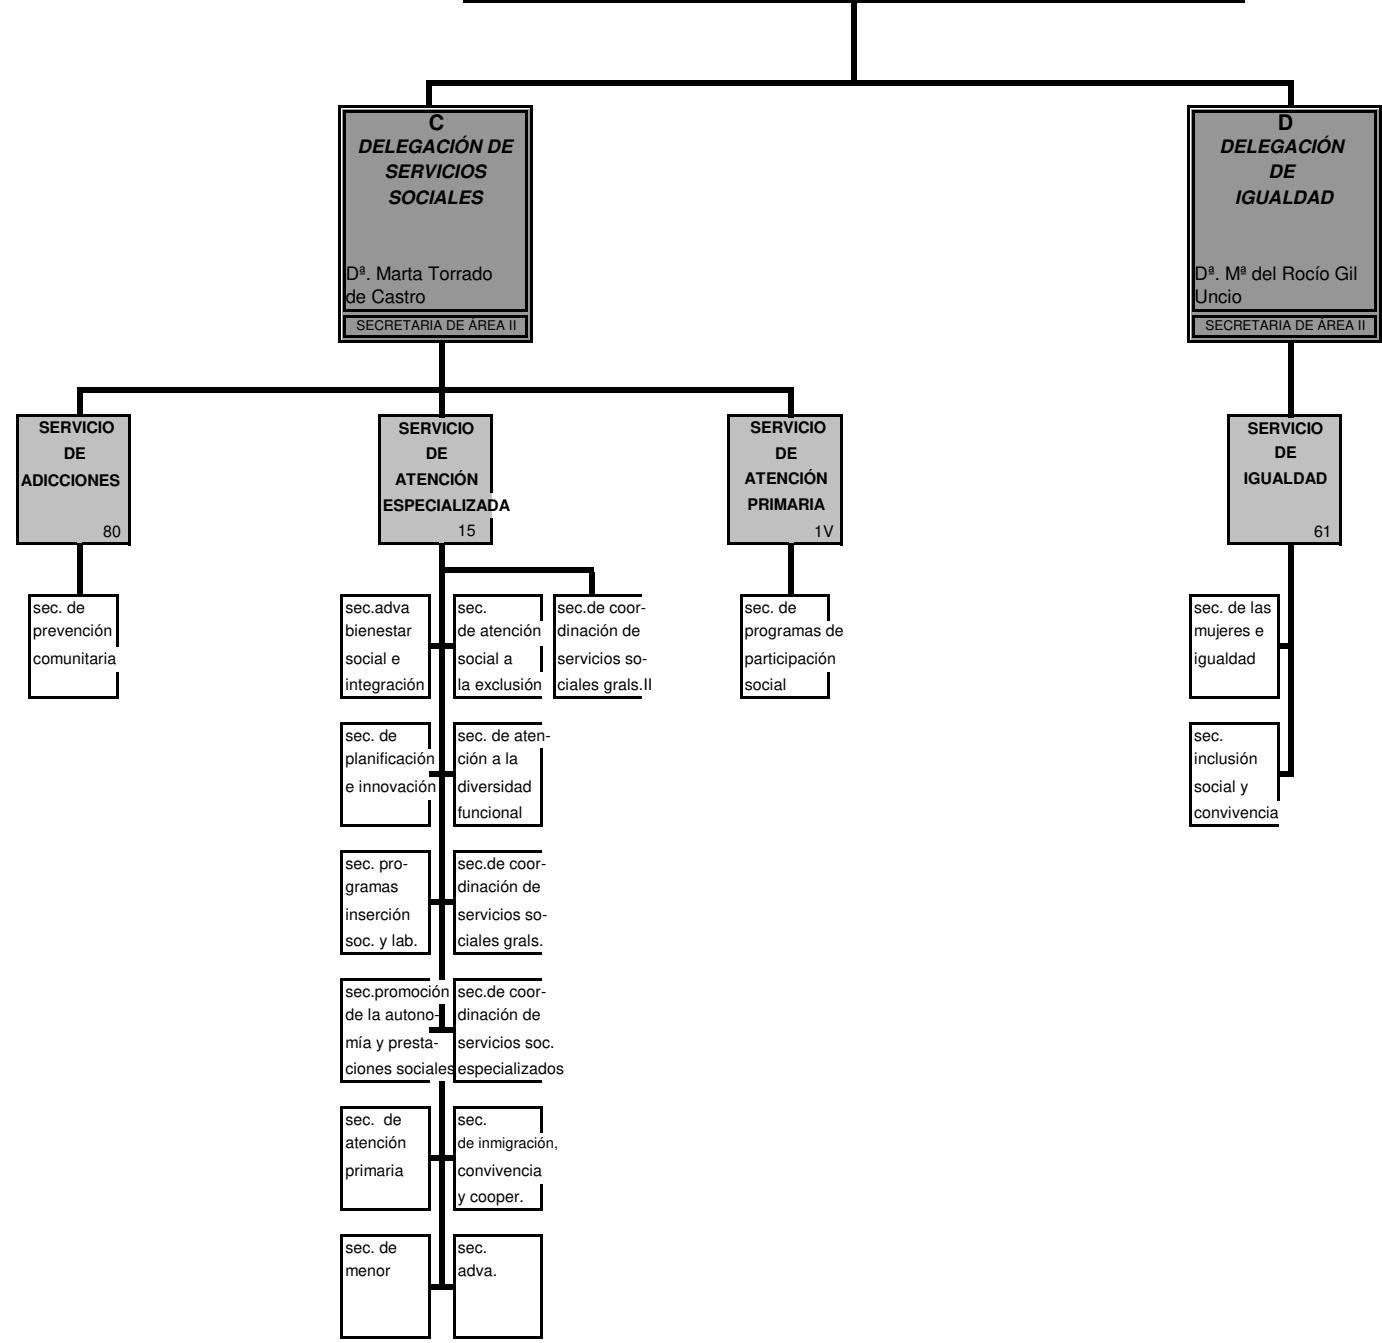 C
DELEGACIÓN DE
SERVICIOS
SOCIALES
Dª. Marta Torrado
de Castro
SECRETARIA DE ÁREA II
D
DELEGACIÓN
DE
IGUALDAD
Dª. Mª del Rocío Gil
Uncio
SECRETARIA DE ÁREA II
SERVICIO
DE
ADICCIONES
80
SERVICIO
DE
ATENCIÓN
ESPECIALIZADA
15
SERVICIO
DE
ATENCIÓN
PRIMARIA
1V
SERVICIO
DE
IGUALDAD
61
sec. de
prevención
comunitaria
sec.adva
bienestar
social e
integración
sec.
de atención
social a
la exclusión
sec.de coor-
dinación de
servicios so-
ciales grals.II
sec. de
programas de
participación
social
sec. de las
mujeres e
igualdad
sec. de
planificación
e innovación
sec. de aten-
ción a la
diversidad
funcional
sec.
inclusión
social y
convivencia
sec. pro-
gramas
inserción
soc. y lab.
sec.de coor-
dinación de
servicios so-
ciales grals.
sec.promoción
de la autono-
mía y presta-
ciones sociales
sec.de coor-
dinación de
servicios soc.
especializados
sec. de
atención
primaria
sec.
de inmigración,
convivencia
y cooper.
sec. de
menor
sec.
adva.